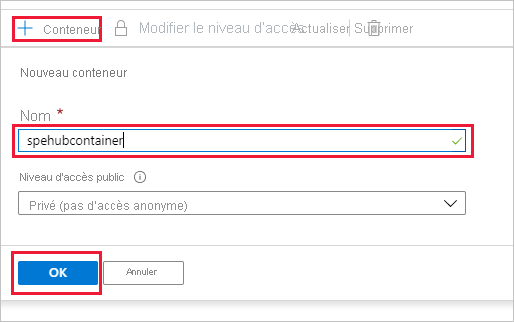 + Conteneur Modifier le niveau d'accès Actualiser Supprimer
Nouveau conteneur
Nom *
spehubcontainer
Niveau d'accès public
Privé (pas d'accès anonyme)
OK Annuler